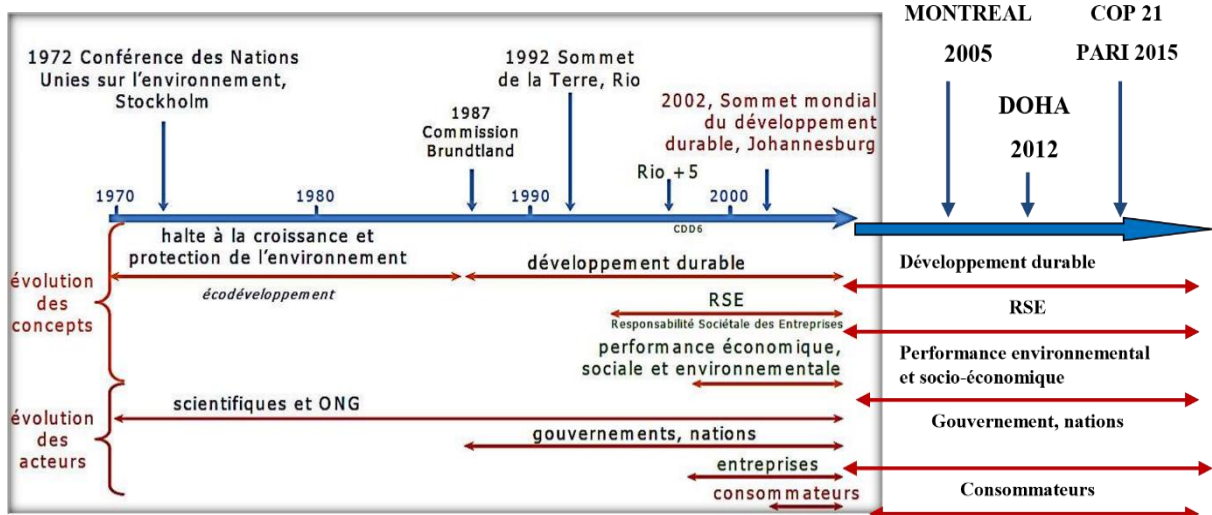 1972 Conférence des Nations
Unies sur l'environnement,
Stockholm
1987
Commission
Brundtland
1992 Sommet
de la Terre, Rio
Rio +5
2002, Sommet mondial
du développement
durable, Johannesburg
MONTREAL
2005
DOHA
2012
COP 21
PARI 2015
1970
1980
1990
2000
CDD6
évolution
des
concepts
halte à la croissance et
protection de l'environnement
écodéveloppement
développement durable
RSE
Responsabilité Sociétale des Entreprises
performance économique,
sociale et environnementale
évolution
des
acteurs
scientifiques et ONG
gouvernements, nations
entreprises
consommateurs
Développement durable
RSE
Performance environnemental
et socio-économique
Gouvernement, nations
Consommateurs